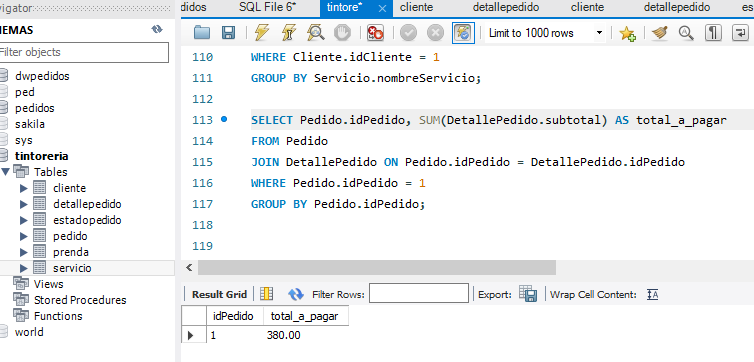 vigator
didos SQL File 6* tintore* cliente detallepedido cliente detallepedido es
HEMAS
Filter objects
Limit to 1000 rows
dwpedidos
ped
pedidos
sakila
sys
tintoreria
Tables
cliente
detallepedido
estadopedido
pedido
prenda
servicio
Views
Stored Procedures
Functions
world
110 WHERE Cliente.idCliente = 1
111 GROUP BY Servicio.nombreServicio;
112
113 SELECT Pedido.idPedido, SUM(DetallePedido.subtotal) AS total_a_pagar
114 FROM Pedido
115 JOIN DetallePedido ON Pedido.idPedido = DetallePedido.idPedido
116 WHERE Pedido.idPedido = 1
117 GROUP BY Pedido.idPedido;
118
119
Result Grid Filter Rows: Export: Wrap Cell Content: IA
idPedido total_a_pagar
1 380.00